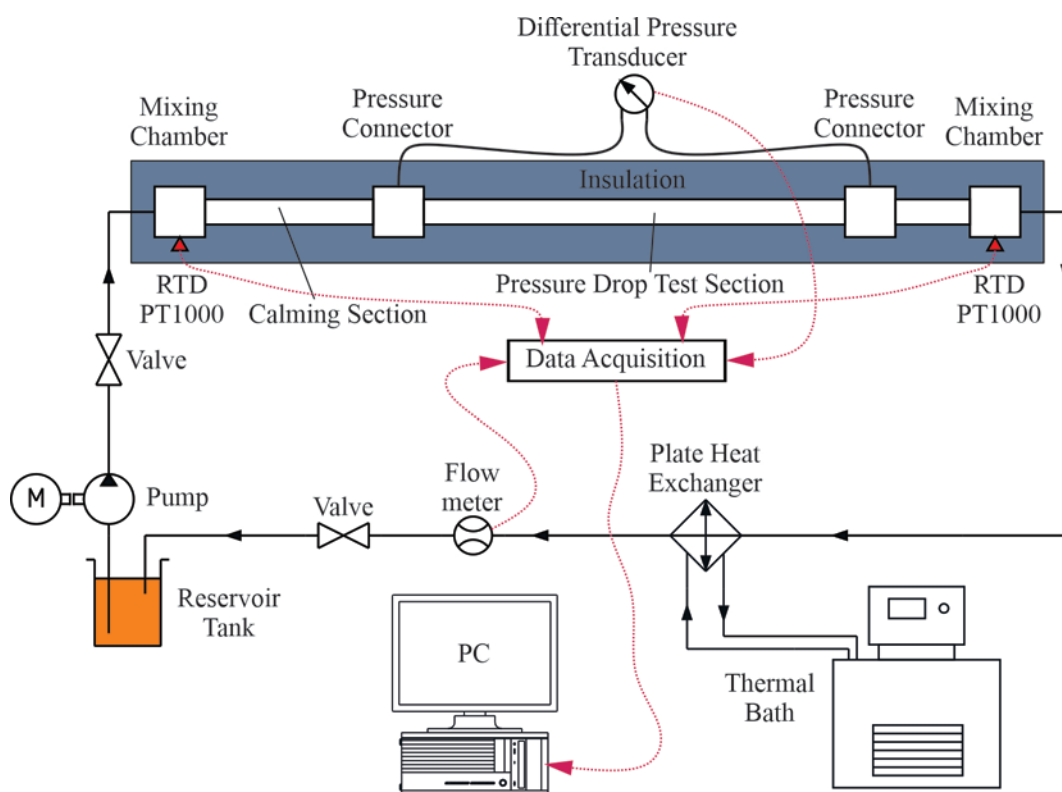 Differential Pressure
Transducer
Mixing
Chamber
Pressure
Connector
Pressure
Connector
Mixing
Chamber
Insulation
RTD
PT1000
Calming Section
Pressure Drop Test Section
RTD
PT1000
Valve
Data Acquisition
M
Pump
Valve
Flow
meter
Plate Heat
Exchanger
Reservoir
Tank
PC
Thermal
Bath